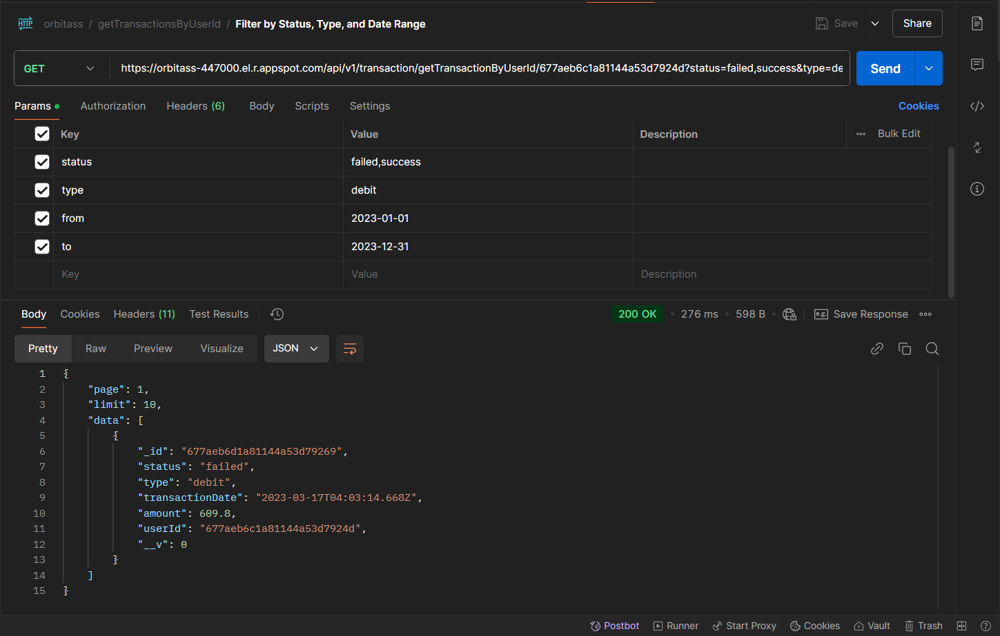 HTTP orbitass / getTransactionsByUserId / Filter by Status, Type, and Date Range Save Share
GET https://orbitass-447000.el.r.appspot.com/api/v1/transaction/getTransactionByUserId/677aeb6c1a81144a53d7924d?status=failed,success&type=de Send
Params Authorization Headers (6) Body Scripts Settings Cookies
Key Value Description Bulk Edit
status failed,success
type debit
from 2023-01-01
to 2023-12-31
Key Value Description
Body Cookies Headers (11) Test Results 200 OK 276 ms 598 B e.g. Save Response
Pretty Raw Preview Visualize JSON
1 {
2 "page": 1,
3 "limit": 10,
4 "data": [
5 {
6 "_id": "677aeb6d1a81144a53d79269",
7 "status": "failed",
8 "type": "debit",
9 "transactionDate": "2023-03-17T04:03:14.668Z",
10 "amount": 609.8,
11 "userId": "677aeb6c1a81144a53d7924d",
12 "__v": 0
13 }
14 ]
15 }
Postbot Runner Start Proxy Cookies Vault Trash